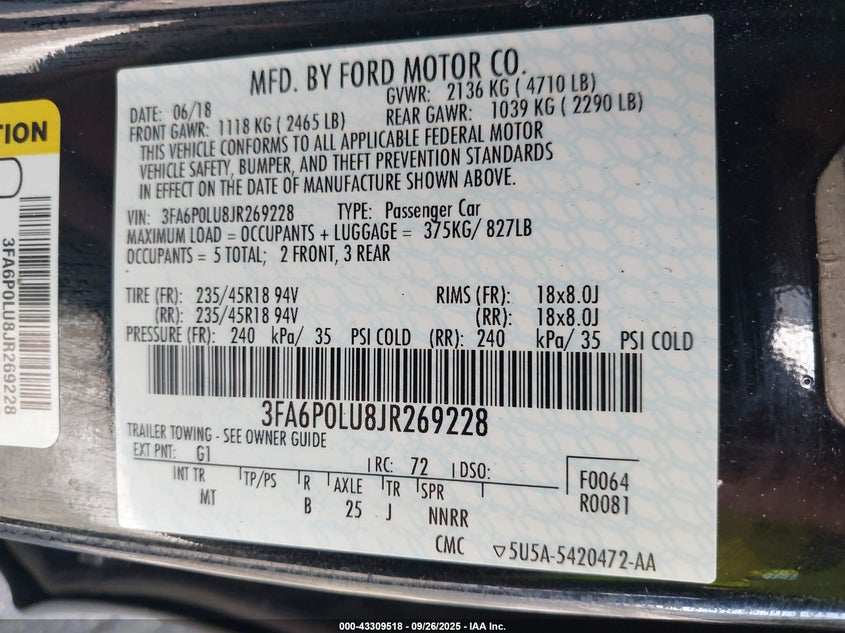 MFD. BY FORD MOTOR CO.
DATE: 06/18 GVWR: 2136 KG ( 4710 LB)
FRONT GAWR: 1118 KG ( 2465 LB) REAR GAWR: 1039 KG ( 2290 LB)
THIS VEHICLE CONFORMS TO ALL APPLICABLE FEDERAL MOTOR
VEHICLE SAFETY, BUMPER, AND THEFT PREVENTION STANDARDS
IN EFFECT ON THE DATE OF MANUFACTURE SHOWN ABOVE.
VIN: 3FA6P0LU8JR269228 TYPE: Passenger Car
MAXIMUM LOAD = OCCUPANTS + LUGGAGE = 375KG/ 827LB
OCCUPANTS = 5 TOTAL; 2 FRONT, 3 REAR
TIRE (FR): 235/45R18 94V RIMS (FR): 18x8.0J
(RR): 235/45R18 94V (RR): 18x8.0J
PRESSURE (FR): 240 kPa/ 35 PSI COLD (RR): 240 kPa/ 35 PSI COLD
3FA6P0LU8JR269228
TRAILER TOWING - SEE OWNER GUIDE
EXT PNT: G1 RC: 72 DSO: F0064
INT TR TP/PS R AXLE TR SPR R0081
MT B 25 J NNRR
CMC ▽5U5A-5420472-AA
TION
3FA6P0LU8JR269228
000-43309518 - 09/26/2025 - IAA Inc.